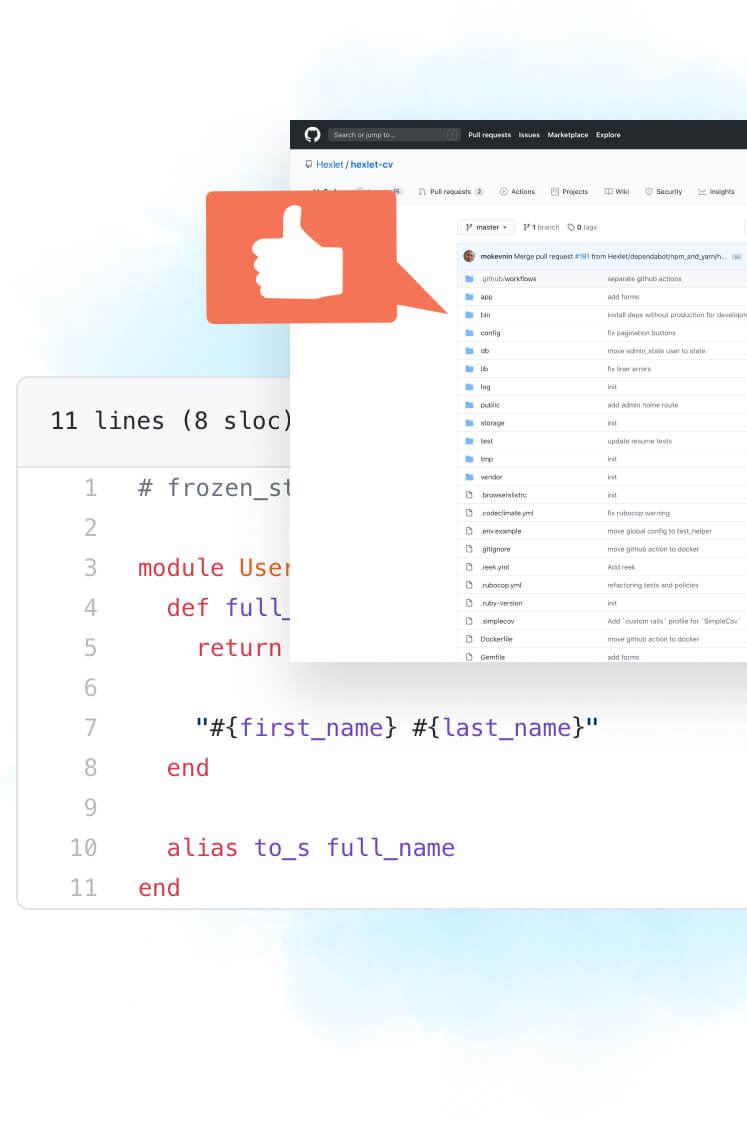 Search or jump to... /
Pull requests Issues Marketplace Explore
Hexlet / hexlet-cv
Pull requests 2 Actions Projects Wiki Security Insights
master 1 branch 0 tags
mokevnin Merge pull request #191 from Hexlet/dependabot/npm_and_yarn/h... ...
.github/workflows separate github actions
app add forms
bin install deps without production for developm
config fix pagination buttons
db move admin_state user to state
lib fix liner errors
log init
public add admin home route
storage init
test update resume tests
tmp init
vendor init
.browserslistrc init
.codeclimate.yml fix rubocop warning
.env.example move global config to test_helper
.gitignore move github action to docker
.reek.yml Add reek
.rubocop.yml refactoring tests and policies
.ruby-version init
.simplecov Add `custom rails` profile for `SimpleCov`
Dockerfile move github action to docker
Gemfile add forms
11 lines (8 sloc)
1 # frozen_st
2
3 module User
4 def full_
5 return
6
7 "#{first_name} #{last_name}"
8 end
9
10 alias to_s full_name
11 end